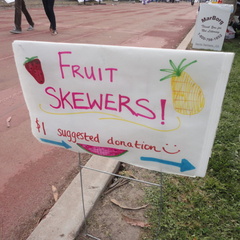 FRUIT
SKEWERS!
$1 suggested donation